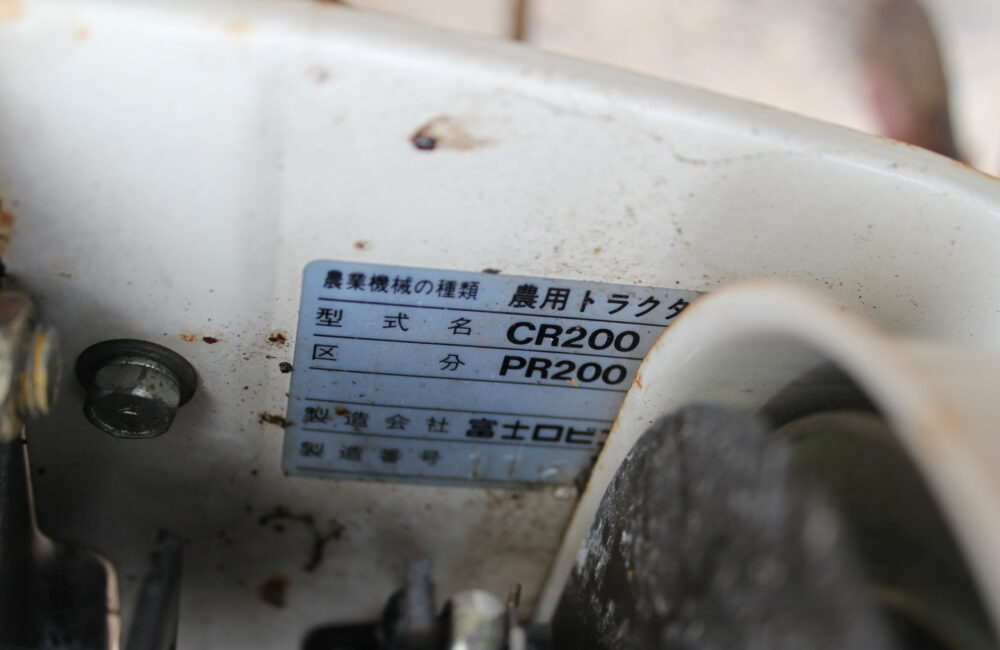 農業機械の種類 農用トラクタ
型式名 CR200
区分 PR200
製造会社 富士ロビ
製造番号